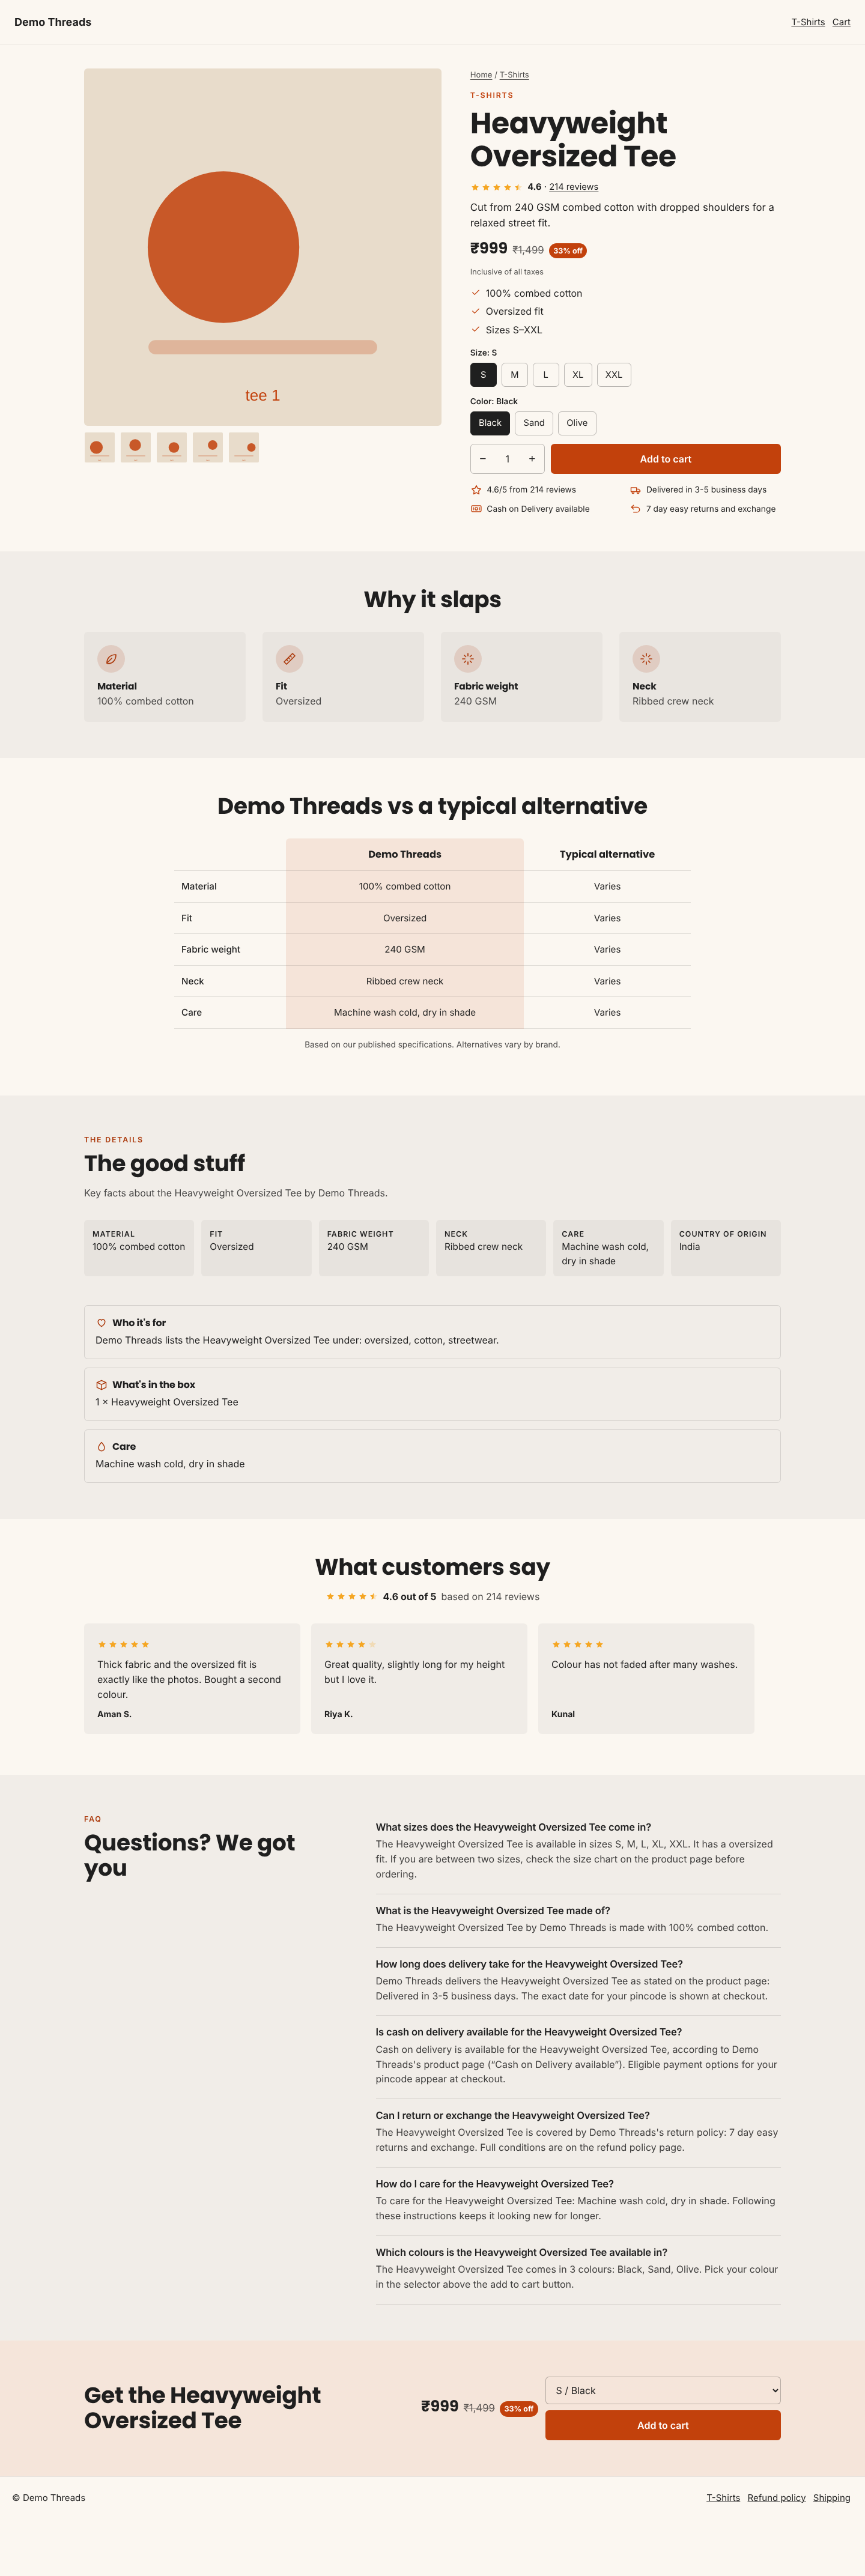 Demo Threads
T-Shirts Cart
Home / T-Shirts
T-SHIRTS
Heavyweight
Oversized Tee
4.6 · 214 reviews
Cut from 240 GSM combed cotton with dropped shoulders for a
relaxed street fit.
₹999 ₹1,499 33% off
Inclusive of all taxes
100% combed cotton
Oversized fit
Sizes S–XXL
Size: S
S M L XL XXL
Color: Black
Black Sand Olive
− 1 + Add to cart
4.6/5 from 214 reviews
Delivered in 3-5 business days
Cash on Delivery available
7 day easy returns and exchange
tee 1
Why it slaps
Material
100% combed cotton
Fit
Oversized
Fabric weight
240 GSM
Neck
Ribbed crew neck
Demo Threads vs a typical alternative
Demo Threads Typical alternative
Material 100% combed cotton Varies
Fit Oversized Varies
Fabric weight 240 GSM Varies
Neck Ribbed crew neck Varies
Care Machine wash cold, dry in shade Varies
Based on our published specifications. Alternatives vary by brand.
THE DETAILS
The good stuff
Key facts about the Heavyweight Oversized Tee by Demo Threads.
MATERIAL
100% combed cotton
FIT
Oversized
FABRIC WEIGHT
240 GSM
NECK
Ribbed crew neck
CARE
Machine wash cold,
dry in shade
COUNTRY OF ORIGIN
India
Who it's for
Demo Threads lists the Heavyweight Oversized Tee under: oversized, cotton, streetwear.
What's in the box
1 × Heavyweight Oversized Tee
Care
Machine wash cold, dry in shade
What customers say
4.6 out of 5 based on 214 reviews
Thick fabric and the oversized fit is
exactly like the photos. Bought a second
colour.
Aman S.
Great quality, slightly long for my height
but I love it.
Riya K.
Colour has not faded after many washes.
Kunal
FAQ
Questions? We got
you
What sizes does the Heavyweight Oversized Tee come in?
The Heavyweight Oversized Tee is available in sizes S, M, L, XL, XXL. It has a oversized
fit. If you are between two sizes, check the size chart on the product page before
ordering.
What is the Heavyweight Oversized Tee made of?
The Heavyweight Oversized Tee by Demo Threads is made with 100% combed cotton.
How long does delivery take for the Heavyweight Oversized Tee?
Demo Threads delivers the Heavyweight Oversized Tee as stated on the product page:
Delivered in 3-5 business days. The exact date for your pincode is shown at checkout.
Is cash on delivery available for the Heavyweight Oversized Tee?
Cash on delivery is available for the Heavyweight Oversized Tee, according to Demo
Threads's product page (“Cash on Delivery available”). Eligible payment options for your
pincode appear at checkout.
Can I return or exchange the Heavyweight Oversized Tee?
The Heavyweight Oversized Tee is covered by Demo Threads's return policy: 7 day easy
returns and exchange. Full conditions are on the refund policy page.
How do I care for the Heavyweight Oversized Tee?
To care for the Heavyweight Oversized Tee: Machine wash cold, dry in shade. Following
these instructions keeps it looking new for longer.
Which colours is the Heavyweight Oversized Tee available in?
The Heavyweight Oversized Tee comes in 3 colours: Black, Sand, Olive. Pick your colour
in the selector above the add to cart button.
Get the Heavyweight
Oversized Tee
₹999 ₹1,499 33% off
S / Black
Add to cart
© Demo Threads
T-Shirts Refund policy Shipping